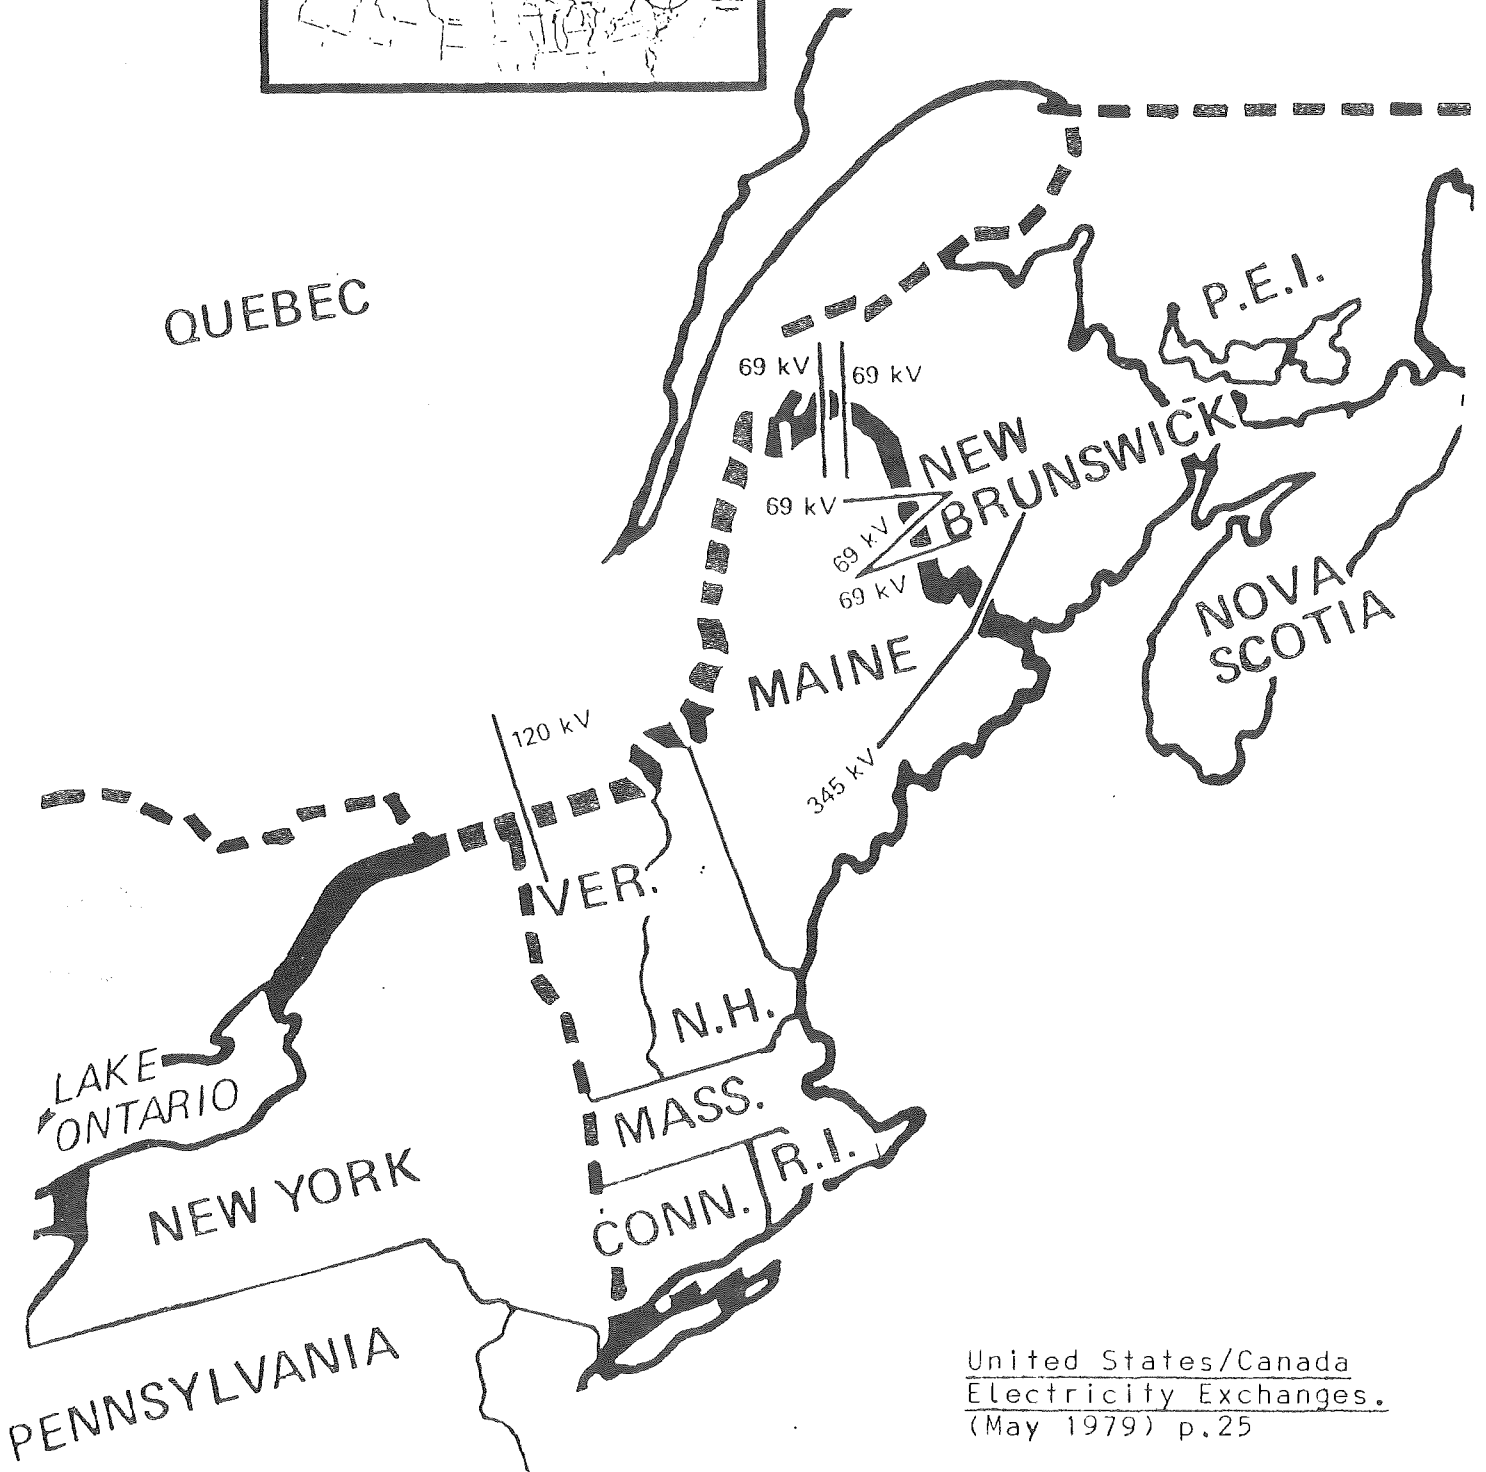 QUEBEC
P.E.I.
69 kV
69 kV
NEW
BRUNSWICK
69 kV
69 kV
69 kV
NOVA
SCOTIA
MAINE
120 kV
345 kV
VER.
N.H.
LAKE
ONTARIO
MASS.
R.I.
NEW YORK
CONN.
PENNSYLVANIA
United States/Canada
Electricity Exchanges.
(May 1979) p.25